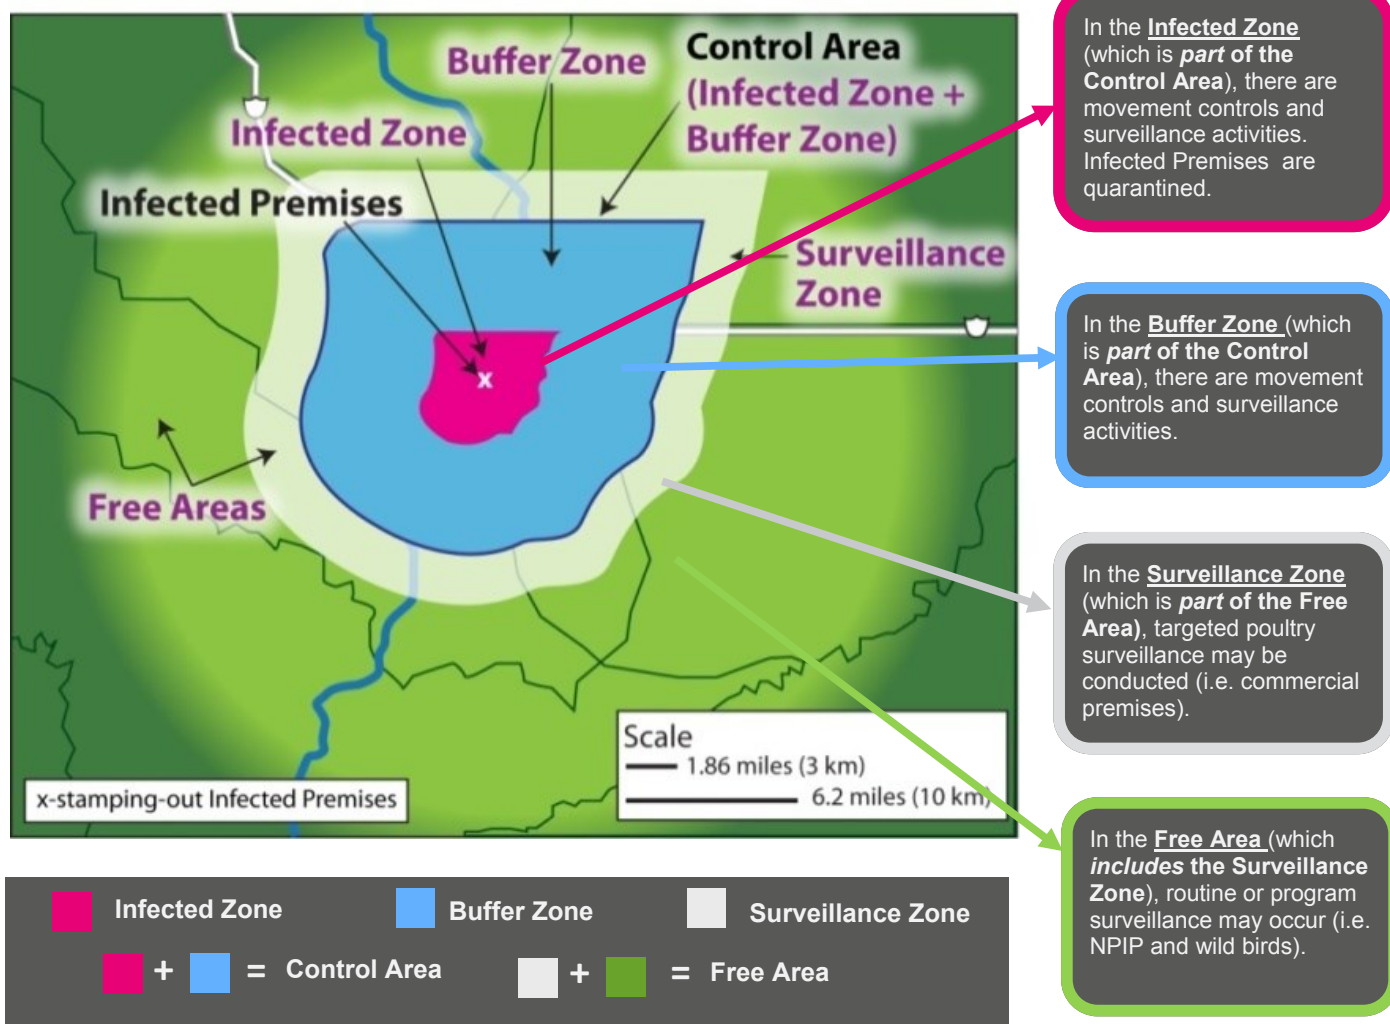 Buffer Zone
Control Area
(Infected Zone +
Buffer Zone)
Infected Zone
Infected Premises
Surveillance
Zone
x
Free Areas
Scale
1.86 miles (3 km)
6.2 miles (10 km)
x-stamping-out Infected Premises
In the Infected Zone
(which is part of the
Control Area), there are
movement controls and
surveillance activities.
Infected Premises are
quarantined.
In the Buffer Zone (which
is part of the Control
Area), there are movement
controls and surveillance
activities.
In the Surveillance Zone
(which is part of the Free
Area), targeted poultry
surveillance may be
conducted (i.e. commercial
premises).
In the Free Area (which
includes the Surveillance
Zone), routine or program
surveillance may occur (i.e.
NPIP and wild birds).
Infected Zone
Buffer Zone
Surveillance Zone
+ = Control Area
+ = Free Area